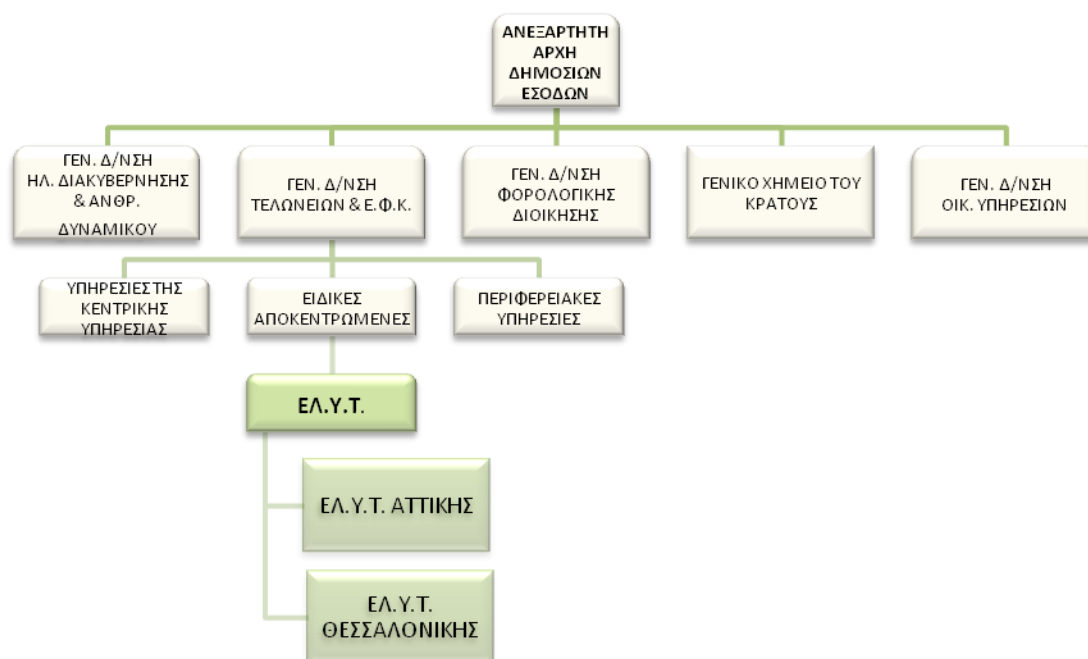 ΑΝΕΞΑΡΤΗΤΗ
ΑΡΧΗ
ΔΗΜΟΣΙΩΝ
ΕΣΟΔΩΝ
ΓΕΝ. Δ/ΝΣΗ
ΗΛ. ΔΙΑΚΥΒΕΡΝΗΣΗΣ
& ΑΝΘΡ.
ΔΥΝΑΜΙΚΟΥ
ΓΕΝ. Δ/ΝΣΗ
ΤΕΛΩΝΕΙΩΝ & Ε.Φ.Κ.
ΓΕΝ. Δ/ΝΣΗ
ΦΟΡΟΛΟΓΙΚΗΣ
ΔΙΟΙΚΗΣΗΣ
ΓΕΝΙΚΟ ΧΗΜΕΙΟ ΤΟΥ
ΚΡΑΤΟΥΣ
ΓΕΝ. Δ/ΝΣΗ
ΟΙΚ. ΥΠΗΡΕΣΙΩΝ
ΥΠΗΡΕΣΙΕΣ ΤΗΣ
ΚΕΝΤΡΙΚΗΣ
ΥΠΗΡΕΣΙΑΣ
ΕΙΔΙΚΕΣ
ΑΠΟΚΕΝΤΡΩΜΕΝΕΣ
ΠΕΡΙΦΕΡΕΙΑΚΕΣ
ΥΠΗΡΕΣΙΕΣ
ΕΛ.Υ.Τ.
ΕΛ.Υ.Τ. ΑΤΤΙΚΗΣ
ΕΛ.Υ.Τ.
ΘΕΣΣΑΛΟΝΙΚΗΣ